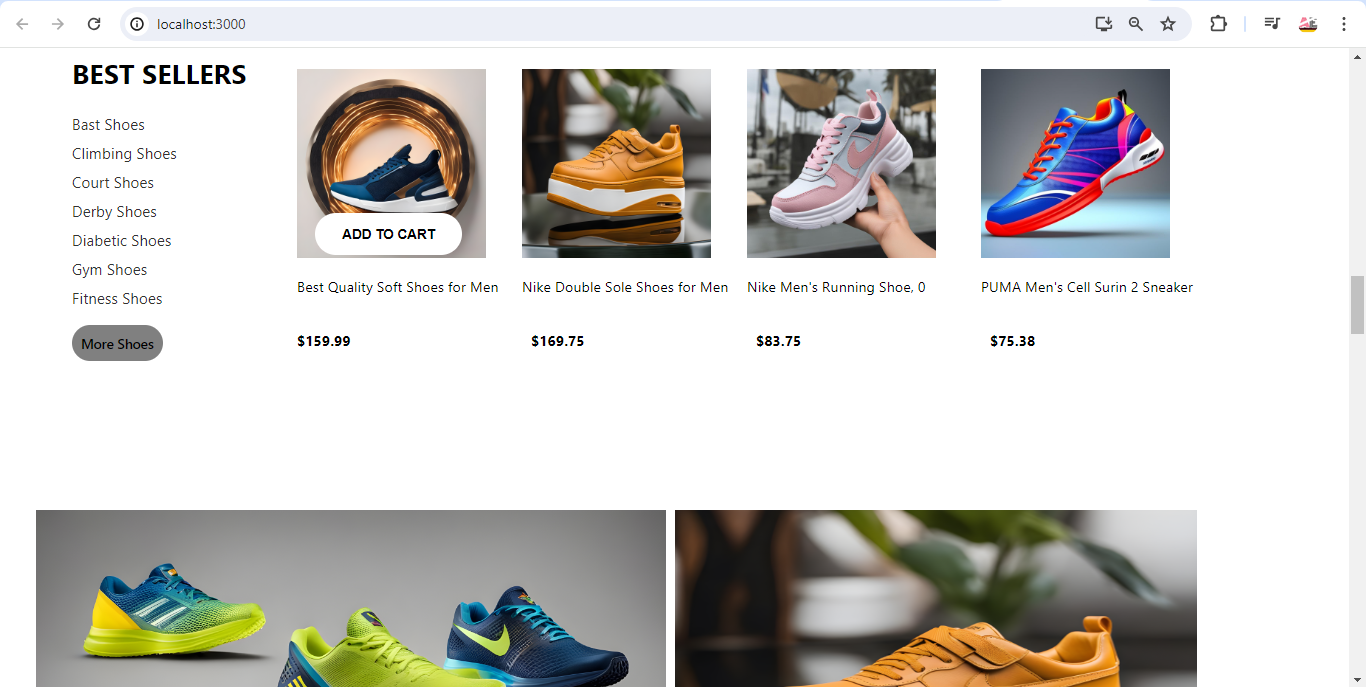 localhost:3000
BEST SELLERS
Bast Shoes
Climbing Shoes
Court Shoes
Derby Shoes
Diabetic Shoes
Gym Shoes
Fitness Shoes
More Shoes
ADD TO CART
Best Quality Soft Shoes for Men
$159.99
Nike Double Sole Shoes for Men
$169.75
Nike Men's Running Shoe, 0
$83.75
PUMA Men's Cell Surin 2 Sneaker
$75.38